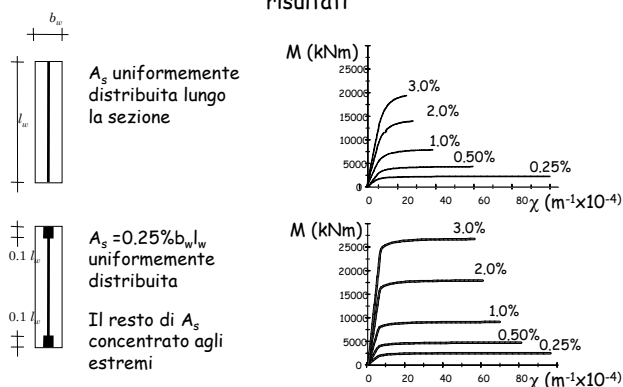 risultati
b_w
l_w
A_s uniformemente
distribuita lungo
la sezione
M (kNm)
25000
20000
15000
10000
5000
0
3.0%
2.0%
1.0%
0.50%
0.25%
0 20 40 60 80
χ (m⁻¹x10⁻⁴)
0.1 l_w
0.1 l_w
A_s =0.25%b_wl_w
uniformemente
distribuita
Il resto di A_s
concentrato agli
estremi
M (kNm)
25000
20000
15000
10000
5000
0
3.0%
2.0%
1.0%
0.50%
0.25%
0 20 40 60 80
χ (m⁻¹x10⁻⁴)